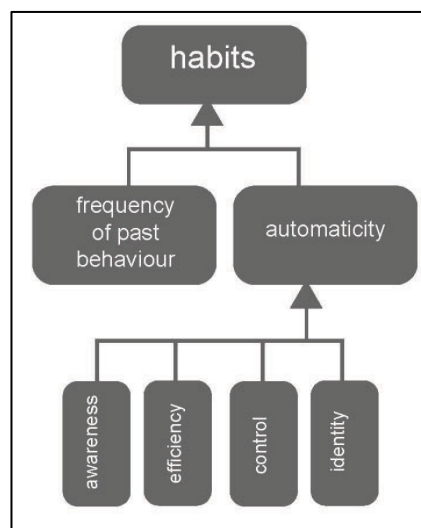 habits
frequency
of past
behaviour
automaticity
awareness
efficiency
control
identity